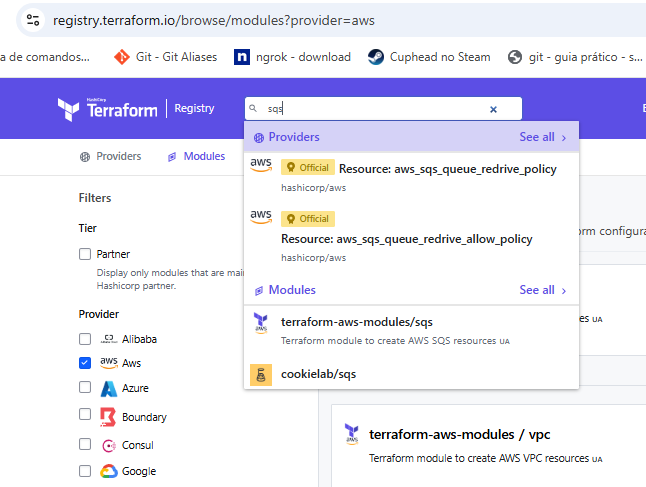 registry.terraform.io/browse/modules?provider=aws
a de comandos...
Git - Git Aliases
ngrok - download
Cuphead no Steam
git - guia prático - s...
HashiCorp
Terraform
Registry
sqs
Providers
Modules
Providers
See all
aws
Official
Resource: aws_sqs_queue_redrive_policy
hashicorp/aws
aws
Official
Resource: aws_sqs_queue_redrive_allow_policy
hashicorp/aws
Modules
See all
terraform-aws-modules/sqs
Terraform module to create AWS SQS resources UA
cookielab/sqs
Filters
Tier
Partner
Display only modules that are
Hashicorp partner.
Provider
Alibaba
aws
Aws
Azure
Boundary
Consul
Google
es UA
terraform-aws-modules / vpc
Terraform module to create AWS VPC resources UA